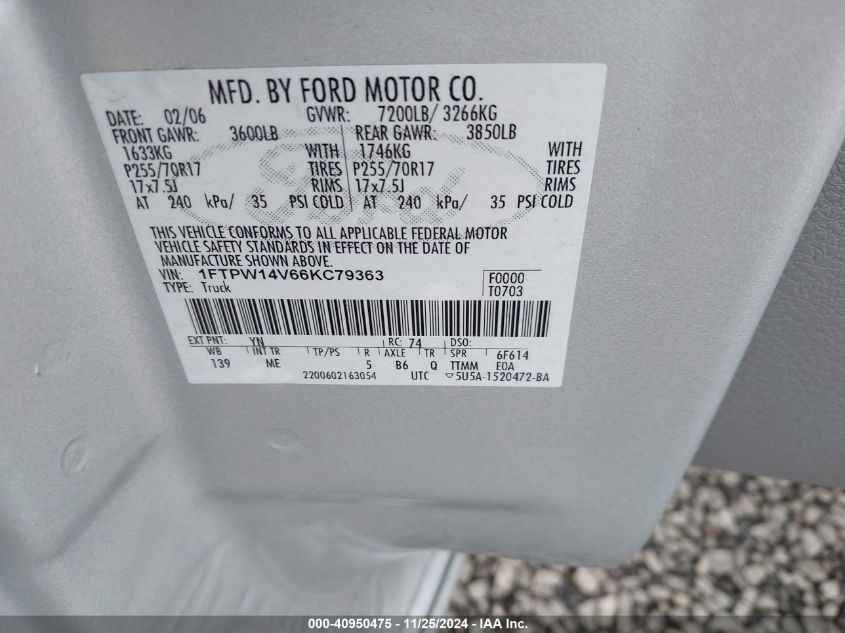 MFD. BY FORD MOTOR CO.
DATE: 02/06 GVWR: 7200LB/ 3266KG
FRONT GAWR: 3600LB REAR GAWR: 3850LB
1633KG WITH 1746KG WITH
P255/70R17 TIRES P255/70R17 TIRES
17x7.5J RIMS 17x7.5J RIMS
AT 240 kPa/ 35 PSI COLD AT 240 kPa/ 35 PSI COLD
Ford
THIS VEHICLE CONFORMS TO ALL APPLICABLE FEDERAL MOTOR
VEHICLE SAFETY STANDARDS IN EFFECT ON THE DATE OF
MANUFACTURE SHOWN ABOVE.
VIN: 1FTPW14V66KC79363 F0000
TYPE: Truck T0703
EXT PNT: YN RC: 74 DSO:
WB INT TR TP/PS R AXLE TR SPR 6F614
139 ME 5 B6 Q TTMM EOA
2200602163054 UTC ▽5U5A-1520472-BA
000-40950475 - 11/25/2024 - IAA Inc.